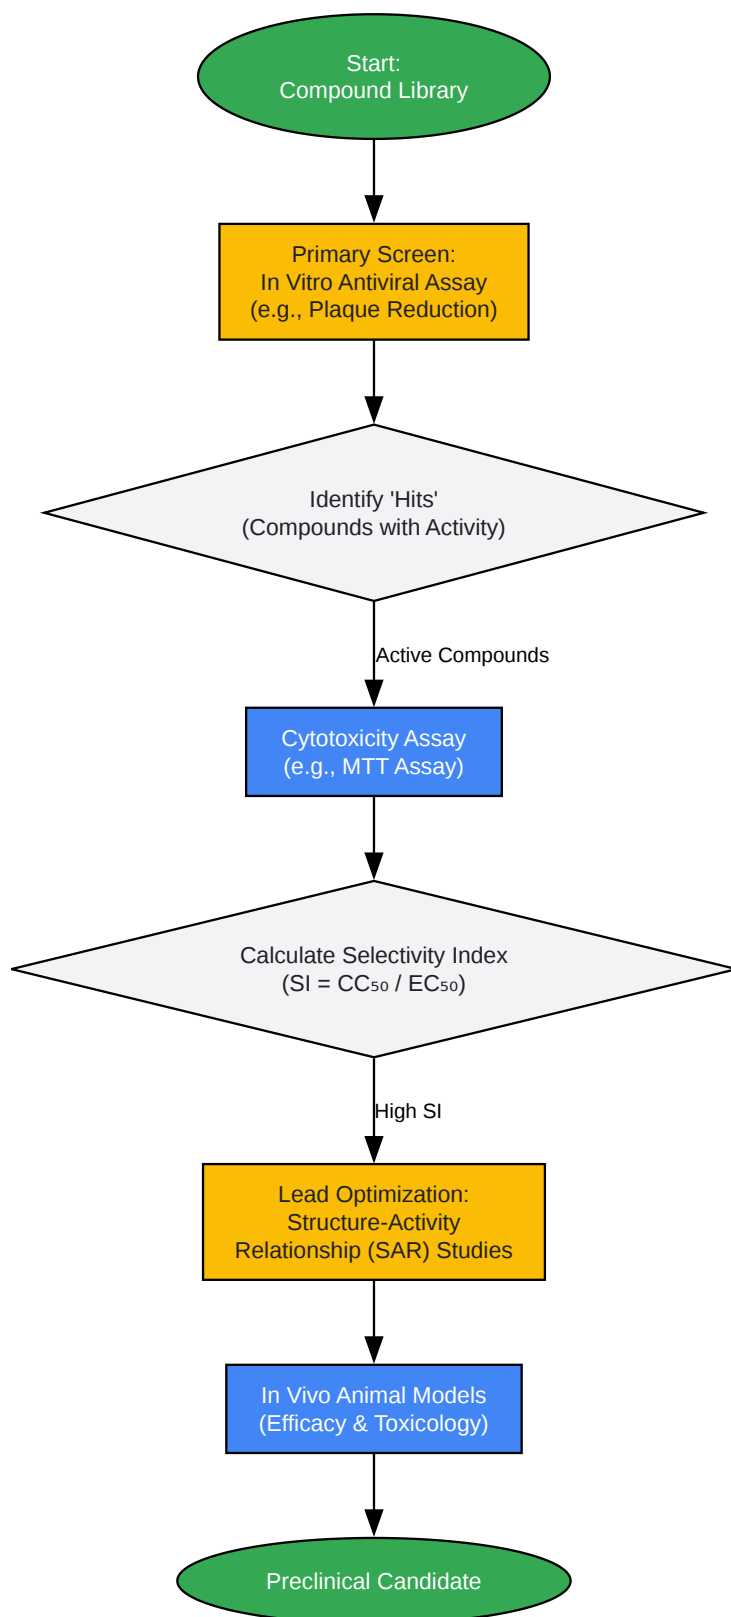 Start:
Compound Library
Primary Screen:
In Vitro Antiviral Assay
(e.g., Plaque Reduction)
Identify 'Hits'
(Compounds with Activity)
Active Compounds
Cytotoxicity Assay
(e.g., MTT Assay)
Calculate Selectivity Index
(SI = CC₅₀ / EC₅₀)
High SI
Lead Optimization:
Structure-Activity
Relationship (SAR) Studies
In Vivo Animal Models
(Efficacy & Toxicology)
Preclinical Candidate